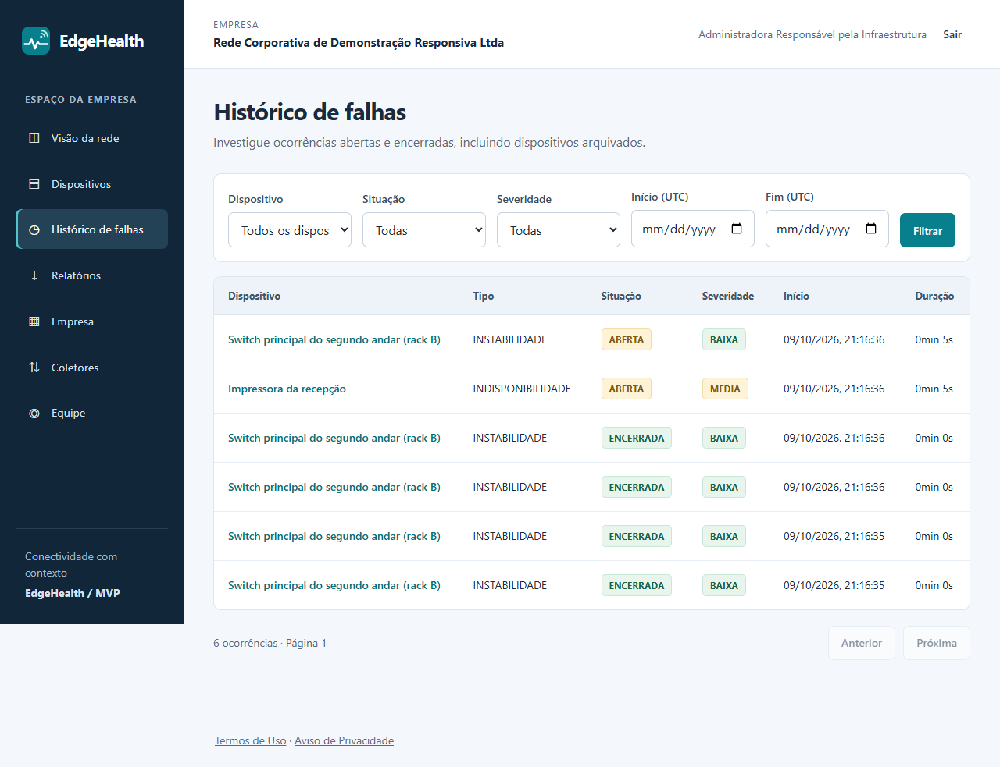 EdgeHealth
ESPAÇO DA EMPRESA
Visão da rede
Dispositivos
Histórico de falhas
Relatórios
Empresa
Coletores
Equipe
Conectividade com
contexto
EdgeHealth / MVP
EMPRESA
Rede Corporativa de Demonstração Responsiva Ltda
Administradora Responsável pela Infraestrutura Sair
Histórico de falhas
Investigue ocorrências abertas e encerradas, incluindo dispositivos arquivados.
Dispositivo Situação Severidade Início (UTC) Fim (UTC)
Todos os dispos Todas Todas mm/dd/yyyy mm/dd/yyyy Filtrar
Dispositivo Tipo Situação Severidade Início Duração
Switch principal do segundo andar (rack B) INSTABILIDADE ABERTA BAIXA 09/10/2026, 21:16:36 0min 5s
Impressora da recepção INDISPONIBILIDADE ABERTA MEDIA 09/10/2026, 21:16:36 0min 5s
Switch principal do segundo andar (rack B) INSTABILIDADE ENCERRADA BAIXA 09/10/2026, 21:16:36 0min 0s
Switch principal do segundo andar (rack B) INSTABILIDADE ENCERRADA BAIXA 09/10/2026, 21:16:36 0min 0s
Switch principal do segundo andar (rack B) INSTABILIDADE ENCERRADA BAIXA 09/10/2026, 21:16:35 0min 0s
Switch principal do segundo andar (rack B) INSTABILIDADE ENCERRADA BAIXA 09/10/2026, 21:16:35 0min 0s
6 ocorrências · Página 1 Anterior Próxima
Termos de Uso · Aviso de Privacidade